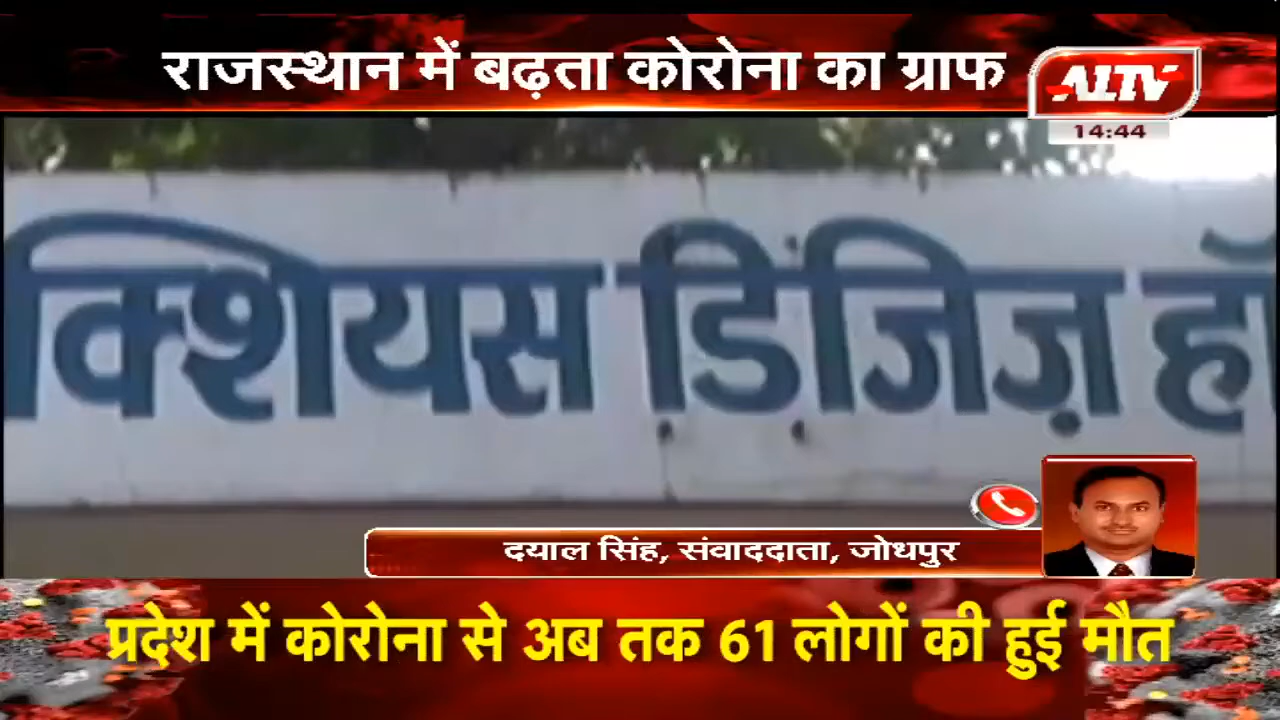 राजस्थान में बढ़ता कोरोना का ग्राफ
ALTV
14:44
क्शियस डिजिज़ हॉ
दयाल सिंह, संवाददाता, जोधपुर
प्रदेश में कोरोना से अब तक 61 लोगों की हुई मौत